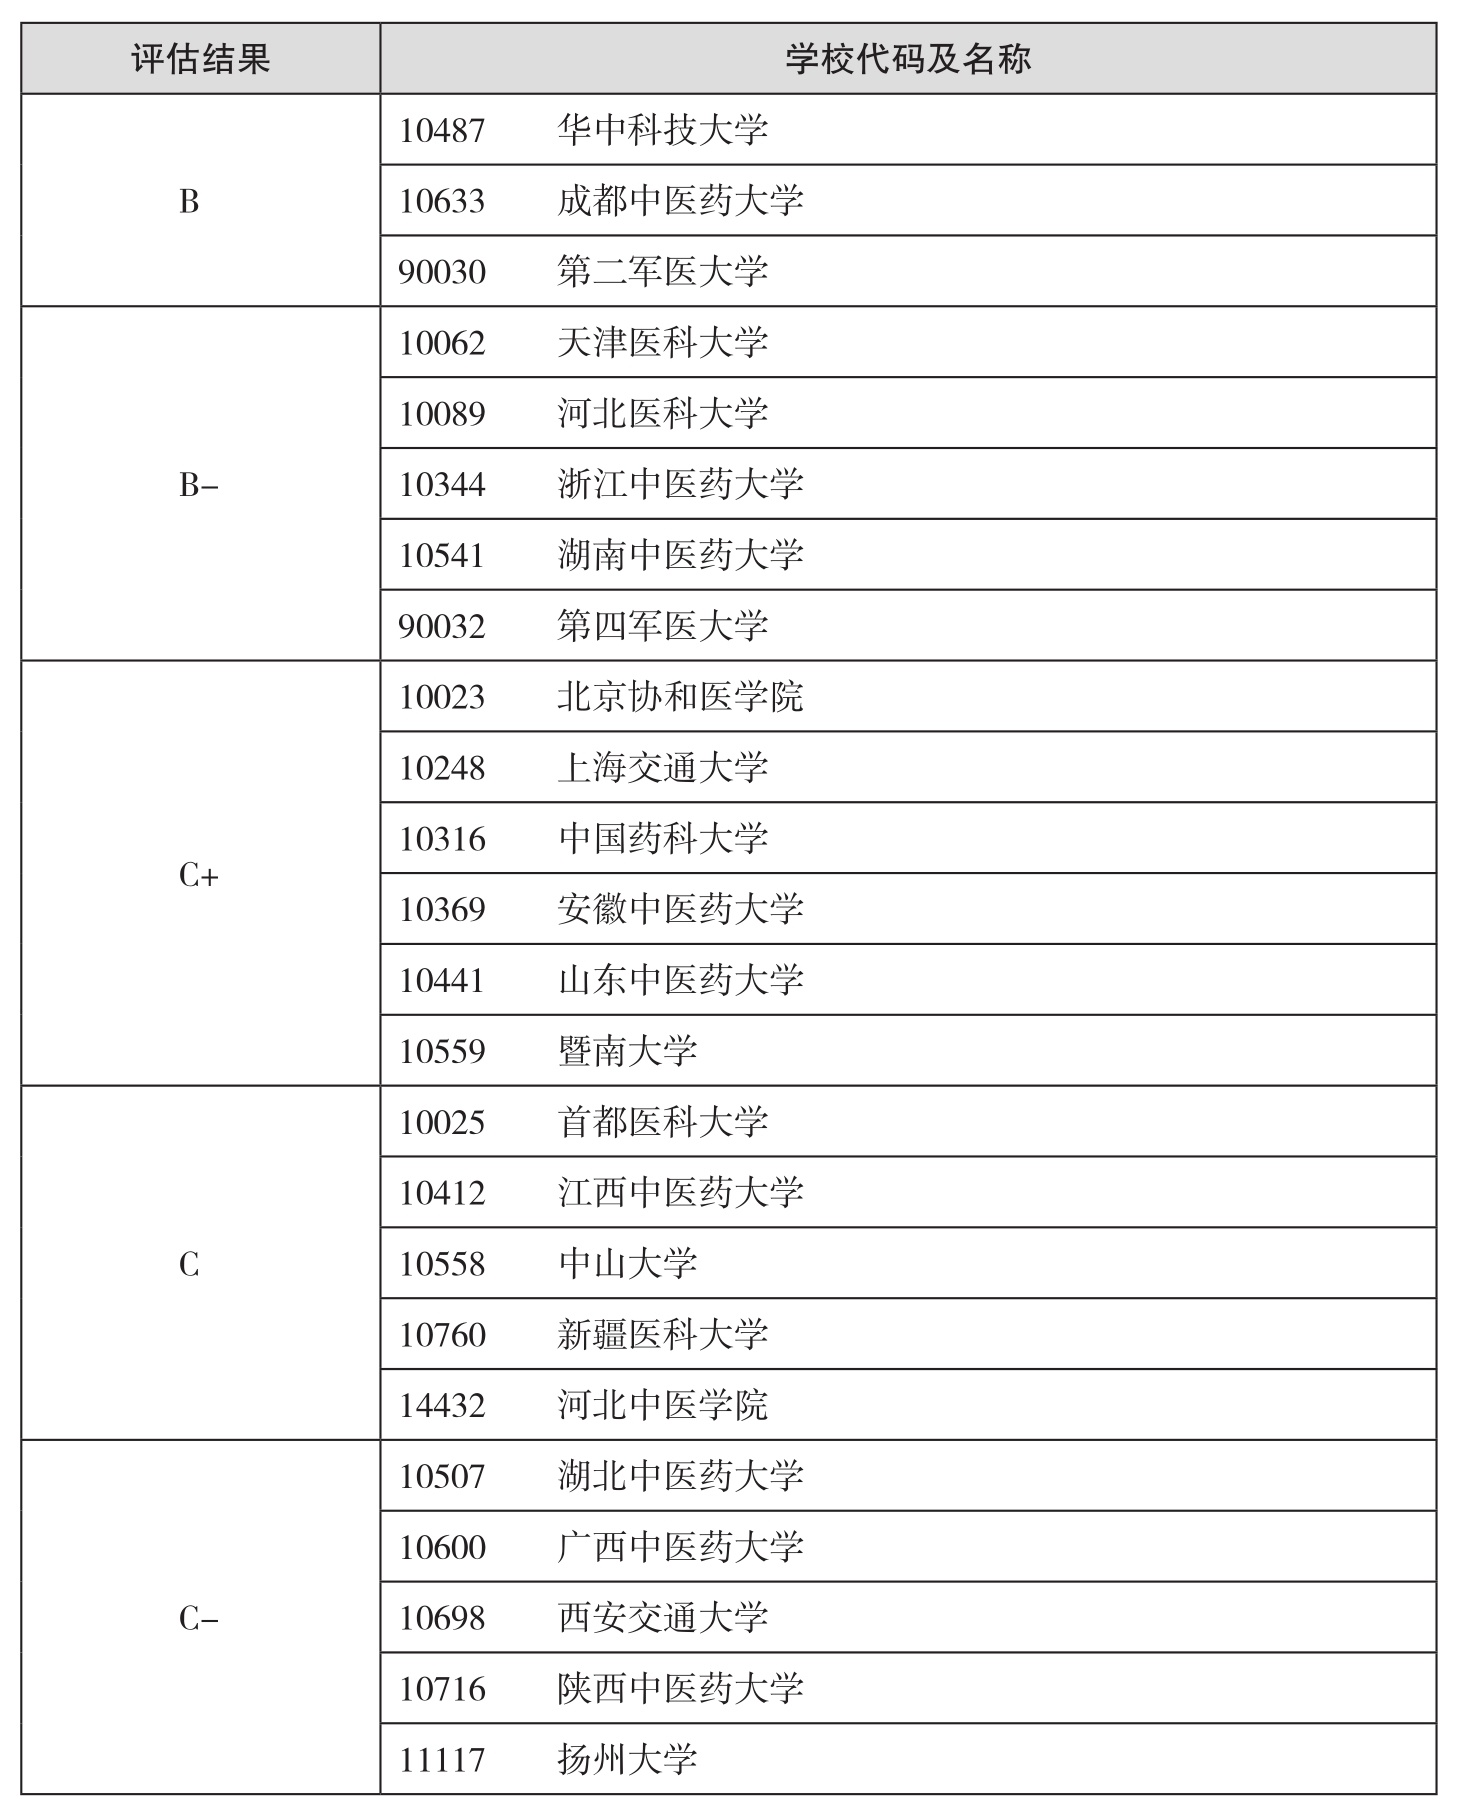 评估结果 学校代码及名称
B
10487 华中科技大学
10633 成都中医药大学
90030 第二军医大学
B-
10062 天津医科大学
10089 河北医科大学
10344 浙江中医药大学
10541 湖南中医药大学
90032 第四军医大学
C+
10023 北京协和医学院
10248 上海交通大学
10316 中国药科大学
10369 安徽中医药大学
10441 山东中医药大学
10559 暨南大学
C
10025 首都医科大学
10412 江西中医药大学
10558 中山大学
10760 新疆医科大学
14432 河北中医学院
C-
10507 湖北中医药大学
10600 广西中医药大学
10698 西安交通大学
10716 陕西中医药大学
11117 扬州大学